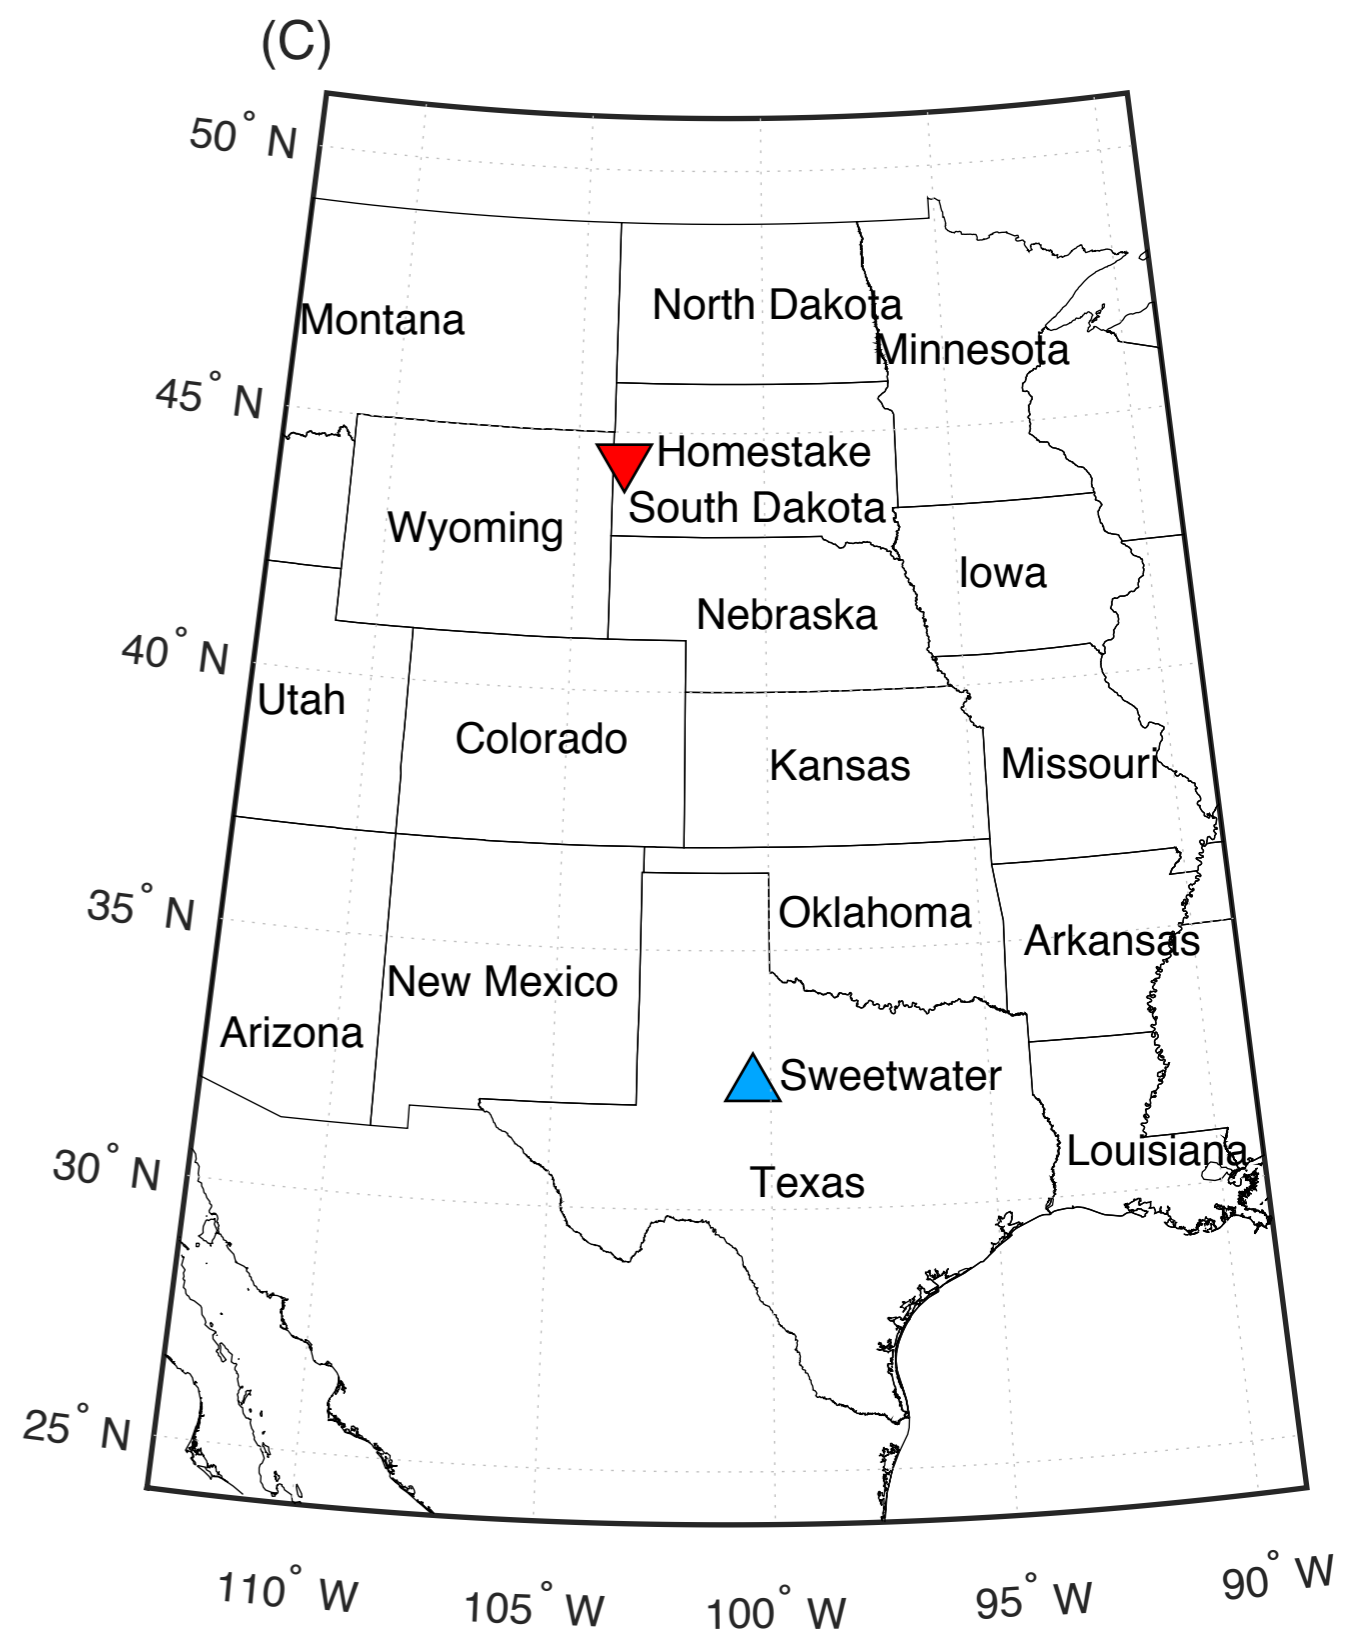 (C)
50° N
Montana
North Dakota
Minnesota
45° N
Homestake
South Dakota
Wyoming
Iowa
Nebraska
40° N
Utah
Colorado
Kansas
Missouri
35° N
Oklahoma
Arkansas
New Mexico
Arizona
Sweetwater
30° N
Louisiana
Texas
25° N
110° W
105° W
100° W
95° W
90° W